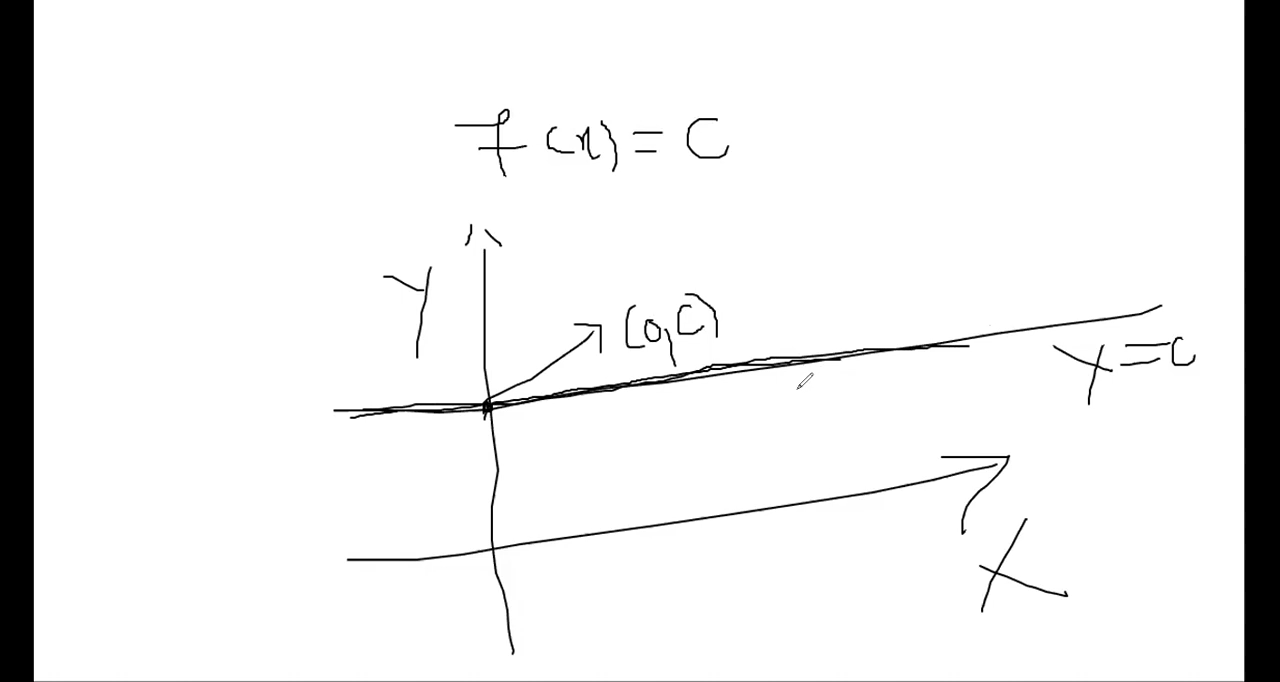 f(x) = C
Y
(0,C)
Y = C
X